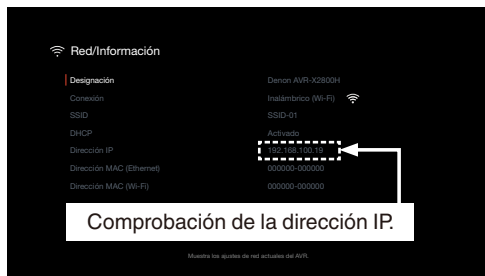 Red/Información
Designación Denon AVR-X2800H
Conexión Inalámbrico (Wi-Fi)
SSID SSID-01
DHCP Activado
Dirección IP 192.168.100.19
Dirección MAC (Ethernet) 000000-000000
Dirección MAC (Wi-Fi) 000000-000000
Comprobación de la dirección IP.
Muestra los ajustes de red actuales del AVR.